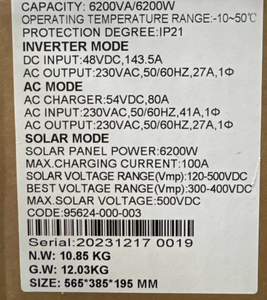 CAPACITY: 6200VA/6200W
OPERATING TEMPERATURE RANGE:-10~50℃
PROTECTION DEGREE:IP21
INVERTER MODE
DC INPUT:48VDC,143.5A
AC OUTPUT:230VAC,50/60HZ,27A,1Φ
AC MODE
AC CHARGER:54VDC,80A
AC INPUT:230VAC,50/60HZ,41A,1Φ
AC OUTPUT:230VAC,50/60HZ,27A,1Φ
SOLAR MODE
SOLAR PANEL POWER:6200W
MAX.CHARGING CURRENT:100A
SOLAR VOLTAGE RANGE(Vmp):120-500VDC
BEST VOLTAGE RANGE(Vmp):300-400VDC
MAX.SOLAR VOLTAGE:500VDC
CODE:95624-000-003
Serial:20231217 0019
N.W: 10.85 KG
G.W: 12.03KG
SIZE: 565*385*195 MM